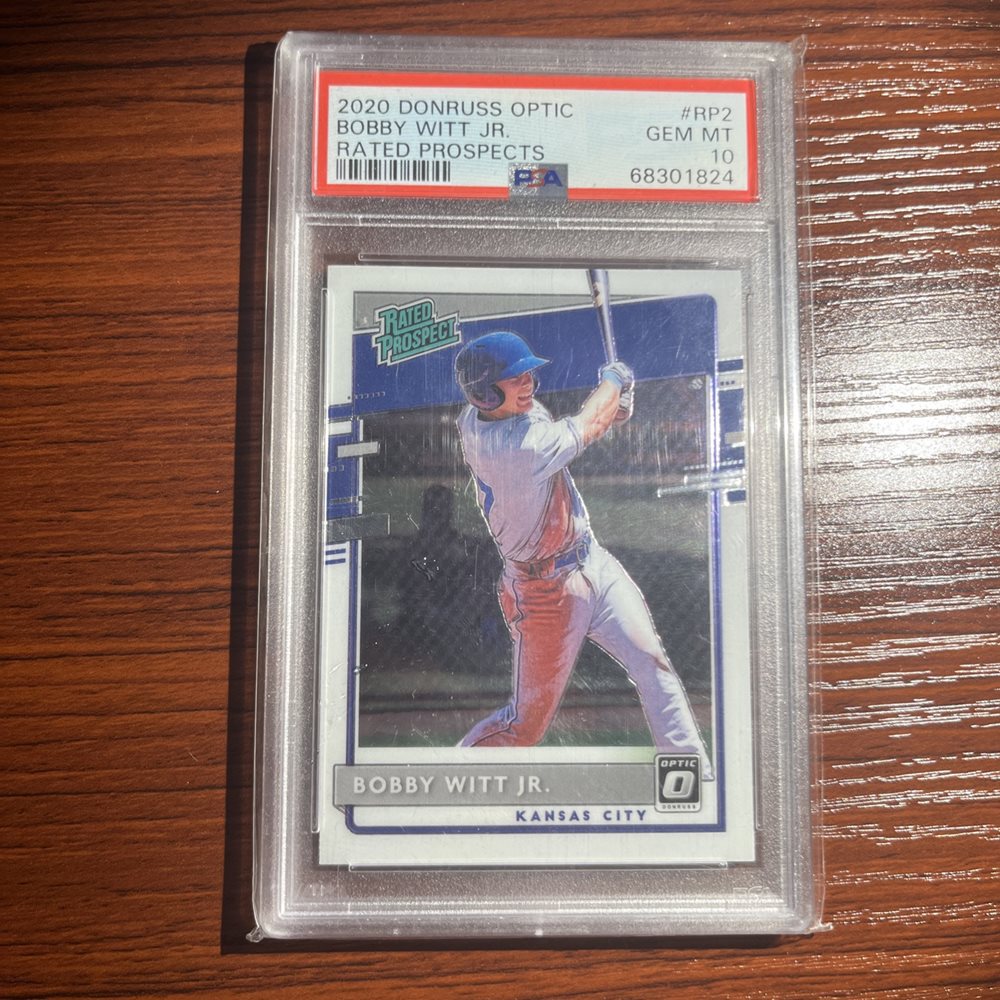 2020 DONRUSS OPTIC #RP2
BOBBY WITT JR. GEM MT
RATED PROSPECTS 10
PSA 68301824
RATED
PROSPECT
OPTIC
O
DONRUSS
BOBBY WITT JR.
KANSAS CITY